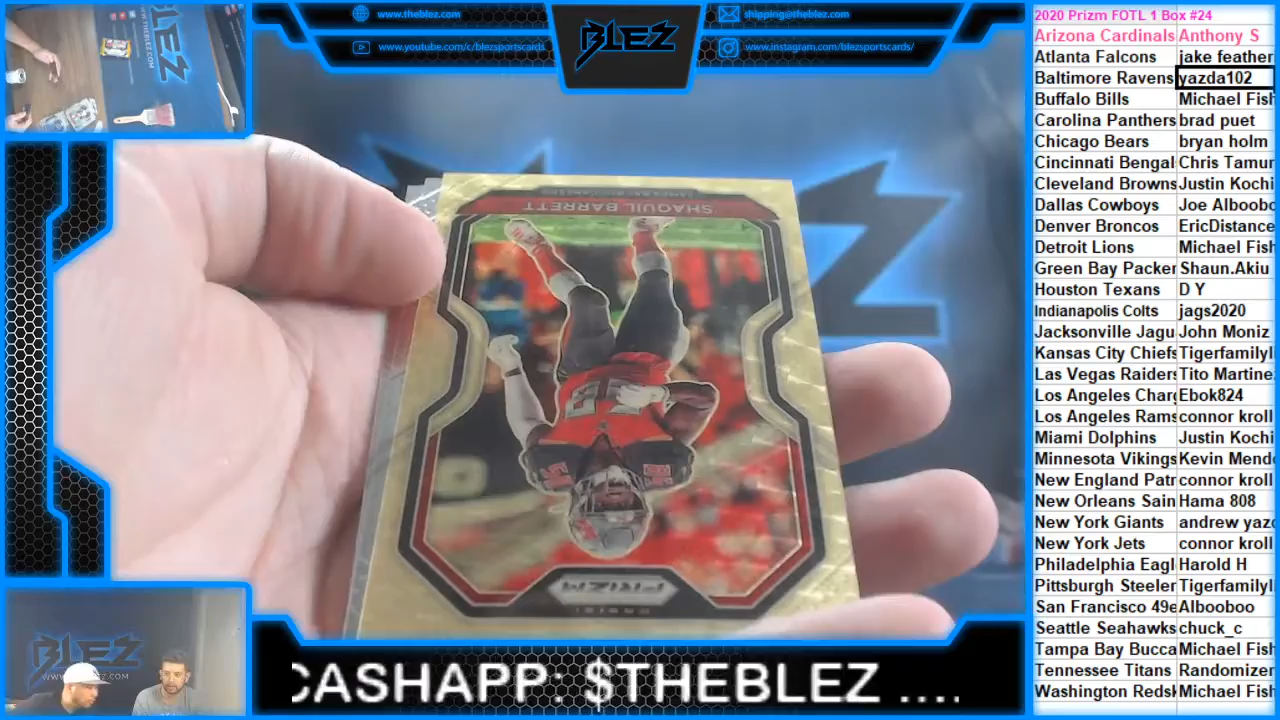 www.theblez.com
www.youtube.com/c/blezsportscards
BLEZ
shipping@theblez.com
www.instagram.com/blezsportscards/
SHAQUIL BARRETT
PRIZM
CASHAPP: $THEBLEZ ....
BLEZ
BLEZ
2020 Prizm FOTL 1 Box #24
Arizona Cardinals Anthony S
Atlanta Falcons jake feather
Baltimore Ravens yazda102
Buffalo Bills Michael Fish
Carolina Panthers brad puet
Chicago Bears bryan holm
Cincinnati Bengal Chris Tamur
Cleveland Browns Justin Kochi
Dallas Cowboys Joe Alboobo
Denver Broncos EricDistance
Detroit Lions Michael Fish
Green Bay Packer Shaun.Akiu
Houston Texans D Y
Indianapolis Colts jags2020
Jacksonville Jagu John Moniz
Kansas City Chiefs Tigerfamilyl
Las Vegas Raiders Tito Martine
Los Angeles Charg Ebok824
Los Angeles Rams connor kroll
Miami Dolphins Justin Kochi
Minnesota Vikings Kevin Mend
New England Patr connor kroll
New Orleans Sain Hama 808
New York Giants andrew yaz
New York Jets connor kroll
Philadelphia Eagl Harold H
Pittsburgh Steeler Tigerfamilyl
San Francisco 49e Albooboo
Seattle Seahawks chuck_c
Tampa Bay Bucca Michael Fish
Tennessee Titans Randomizer
Washington Redsk Michael Fish